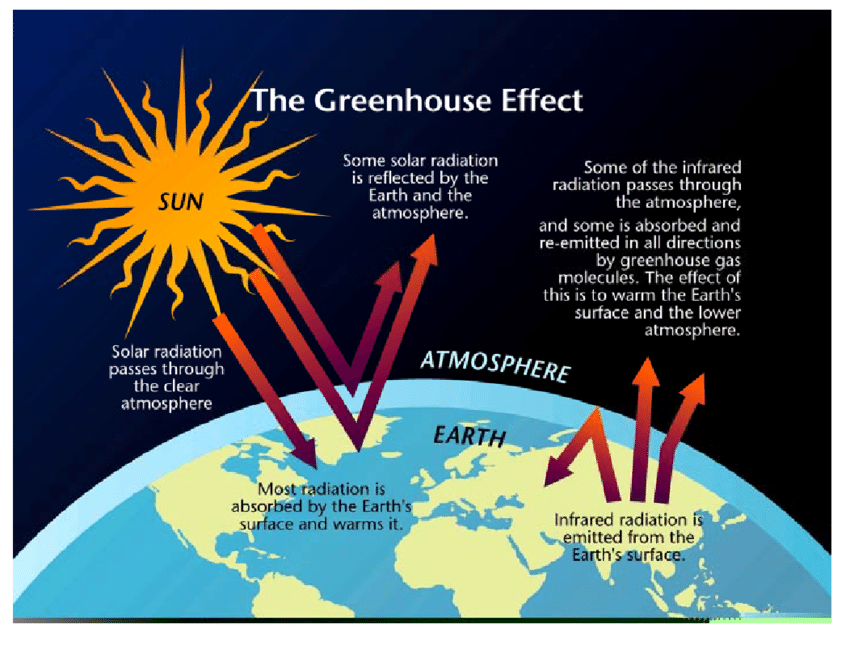 The Greenhouse Effect
SUN
Some solar radiation
is reflected by the
Earth and the
atmosphere.
Some of the infrared
radiation passes through
the atmosphere,
and some is absorbed and
re-emitted in all directions
by greenhouse gas
molecules. The effect of
this is to warm the Earth's
surface and the lower
atmosphere.
Solar radiation
passes through
the clear
atmosphere
ATMOSPHERE
EARTH
Most radiation is
absorbed by the Earth's
surface and warms it.
Infrared radiation is
emitted from the
Earth's surface.